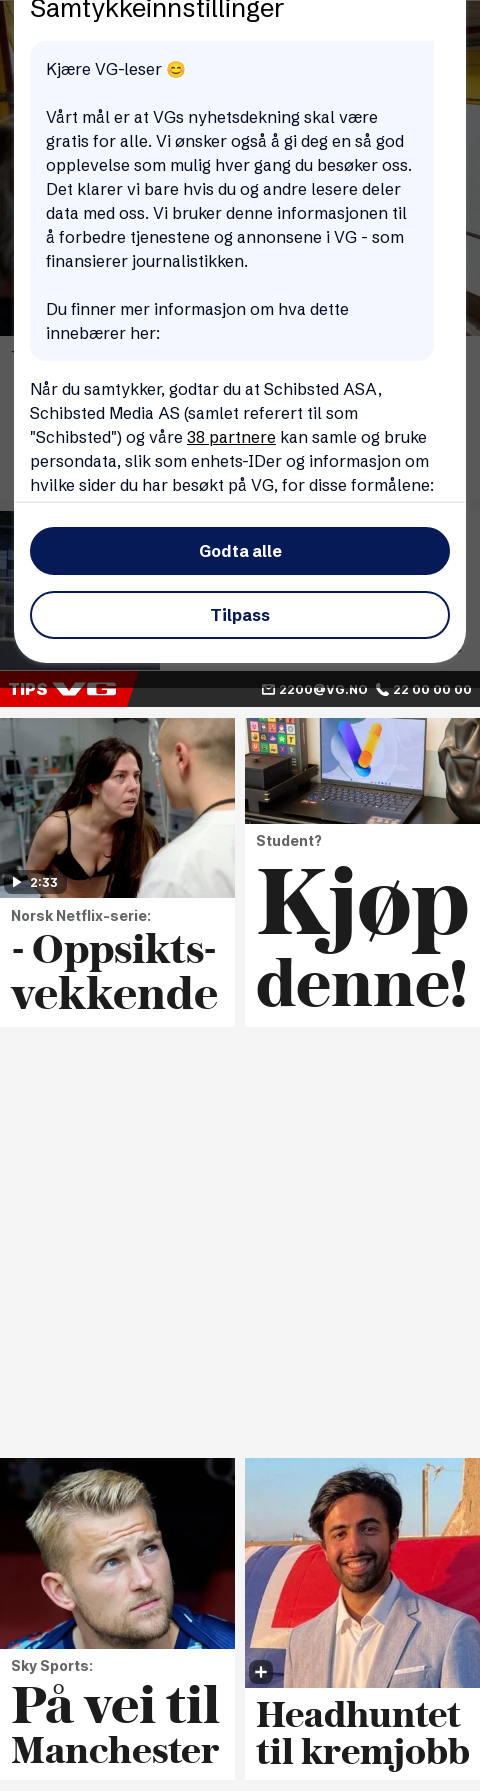 Samtykkeinnstillinger
Kjære VG-leser 😊
Vårt mål er at VGs nyhetsdekning skal være
gratis for alle. Vi ønsker også å gi deg en så god
opplevelse som mulig hver gang du besøker oss.
Det klarer vi bare hvis du og andre lesere deler
data med oss. Vi bruker denne informasjonen til
å forbedre tjenestene og annonsene i VG - som
finansierer journalistikken.
Du finner mer informasjon om hva dette
innebærer her:
Når du samtykker, godtar du at Schibsted ASA,
Schibsted Media AS (samlet referert til som
"Schibsted") og våre 38 partnere kan samle og bruke
persondata, slik som enhets-IDer og informasjon om
hvilke sider du har besøkt på VG, for disse formålene:
Godta alle
Tilpass
TIPS VG 2200@VG.NO 22 00 00 00
2:33
Norsk Netflix-serie:
- Oppsikts-
vekkende
Student?
Kjøp
denne!
Sky Sports:
På vei til
Manchester
Headhuntet
til kremjobb